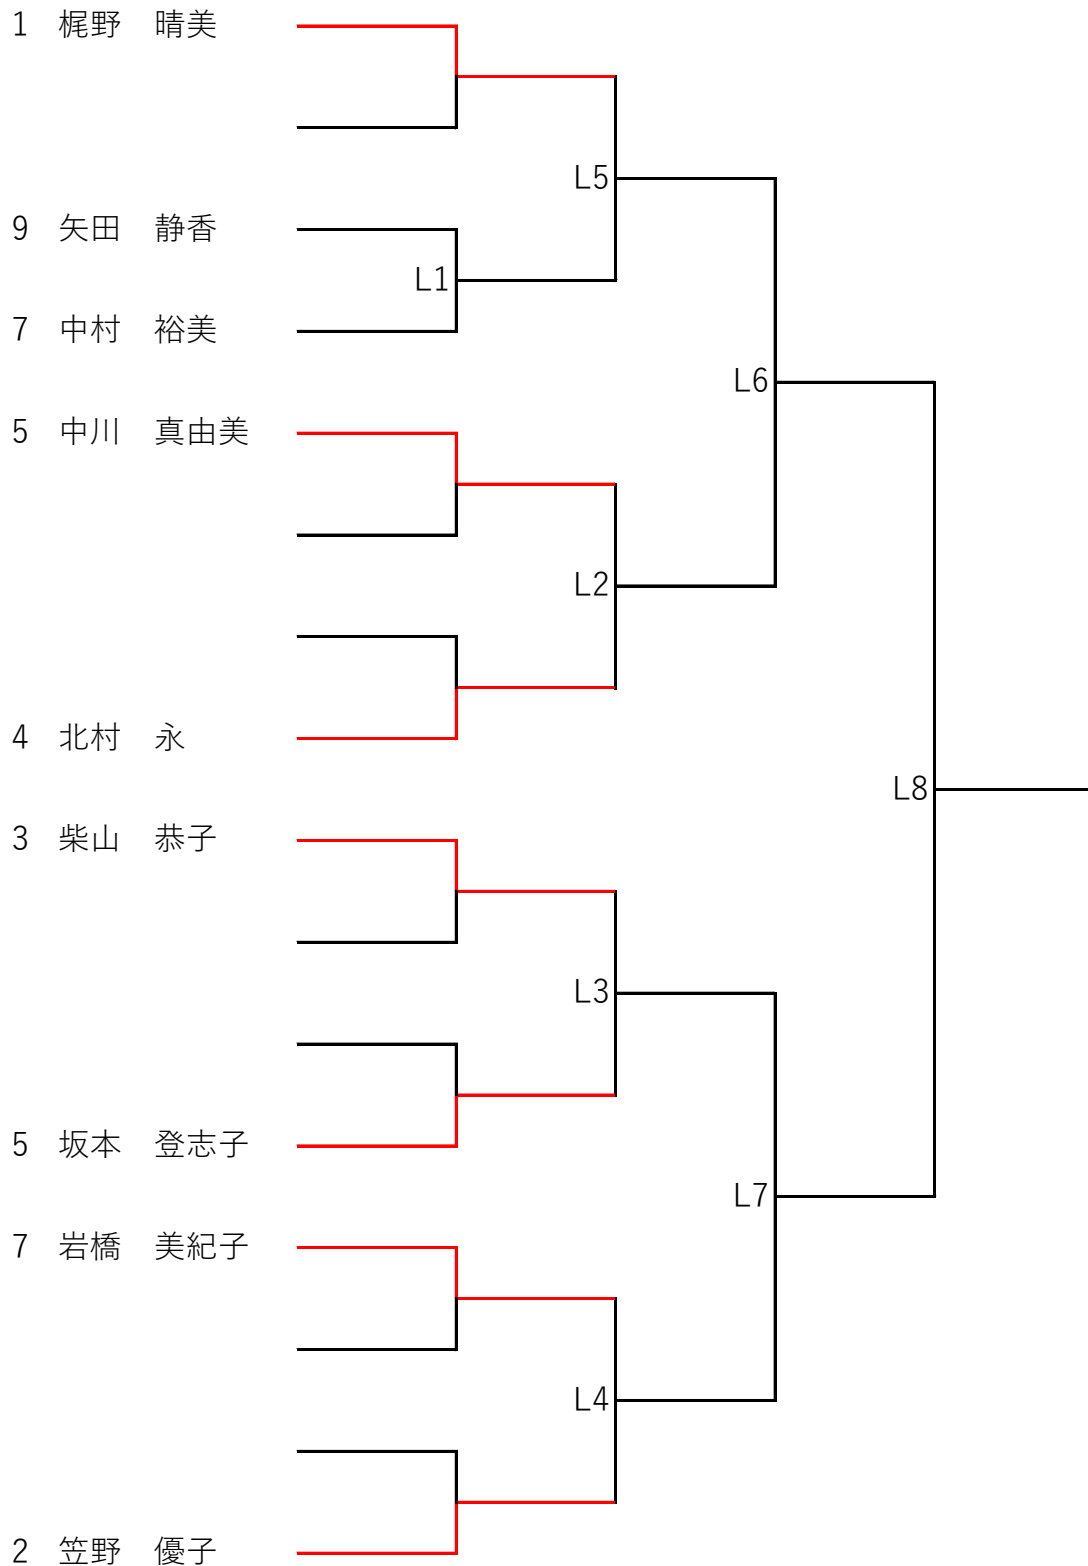 1 梶野 晴美
L5
9 矢田 静香
L1
7 中村 裕美
L6
5 中川 真由美
L2
4 北村 永
L8
3 柴山 恭子
L3
5 坂本 登志子
L7
7 岩橋 美紀子
L4
2 笠野 優子